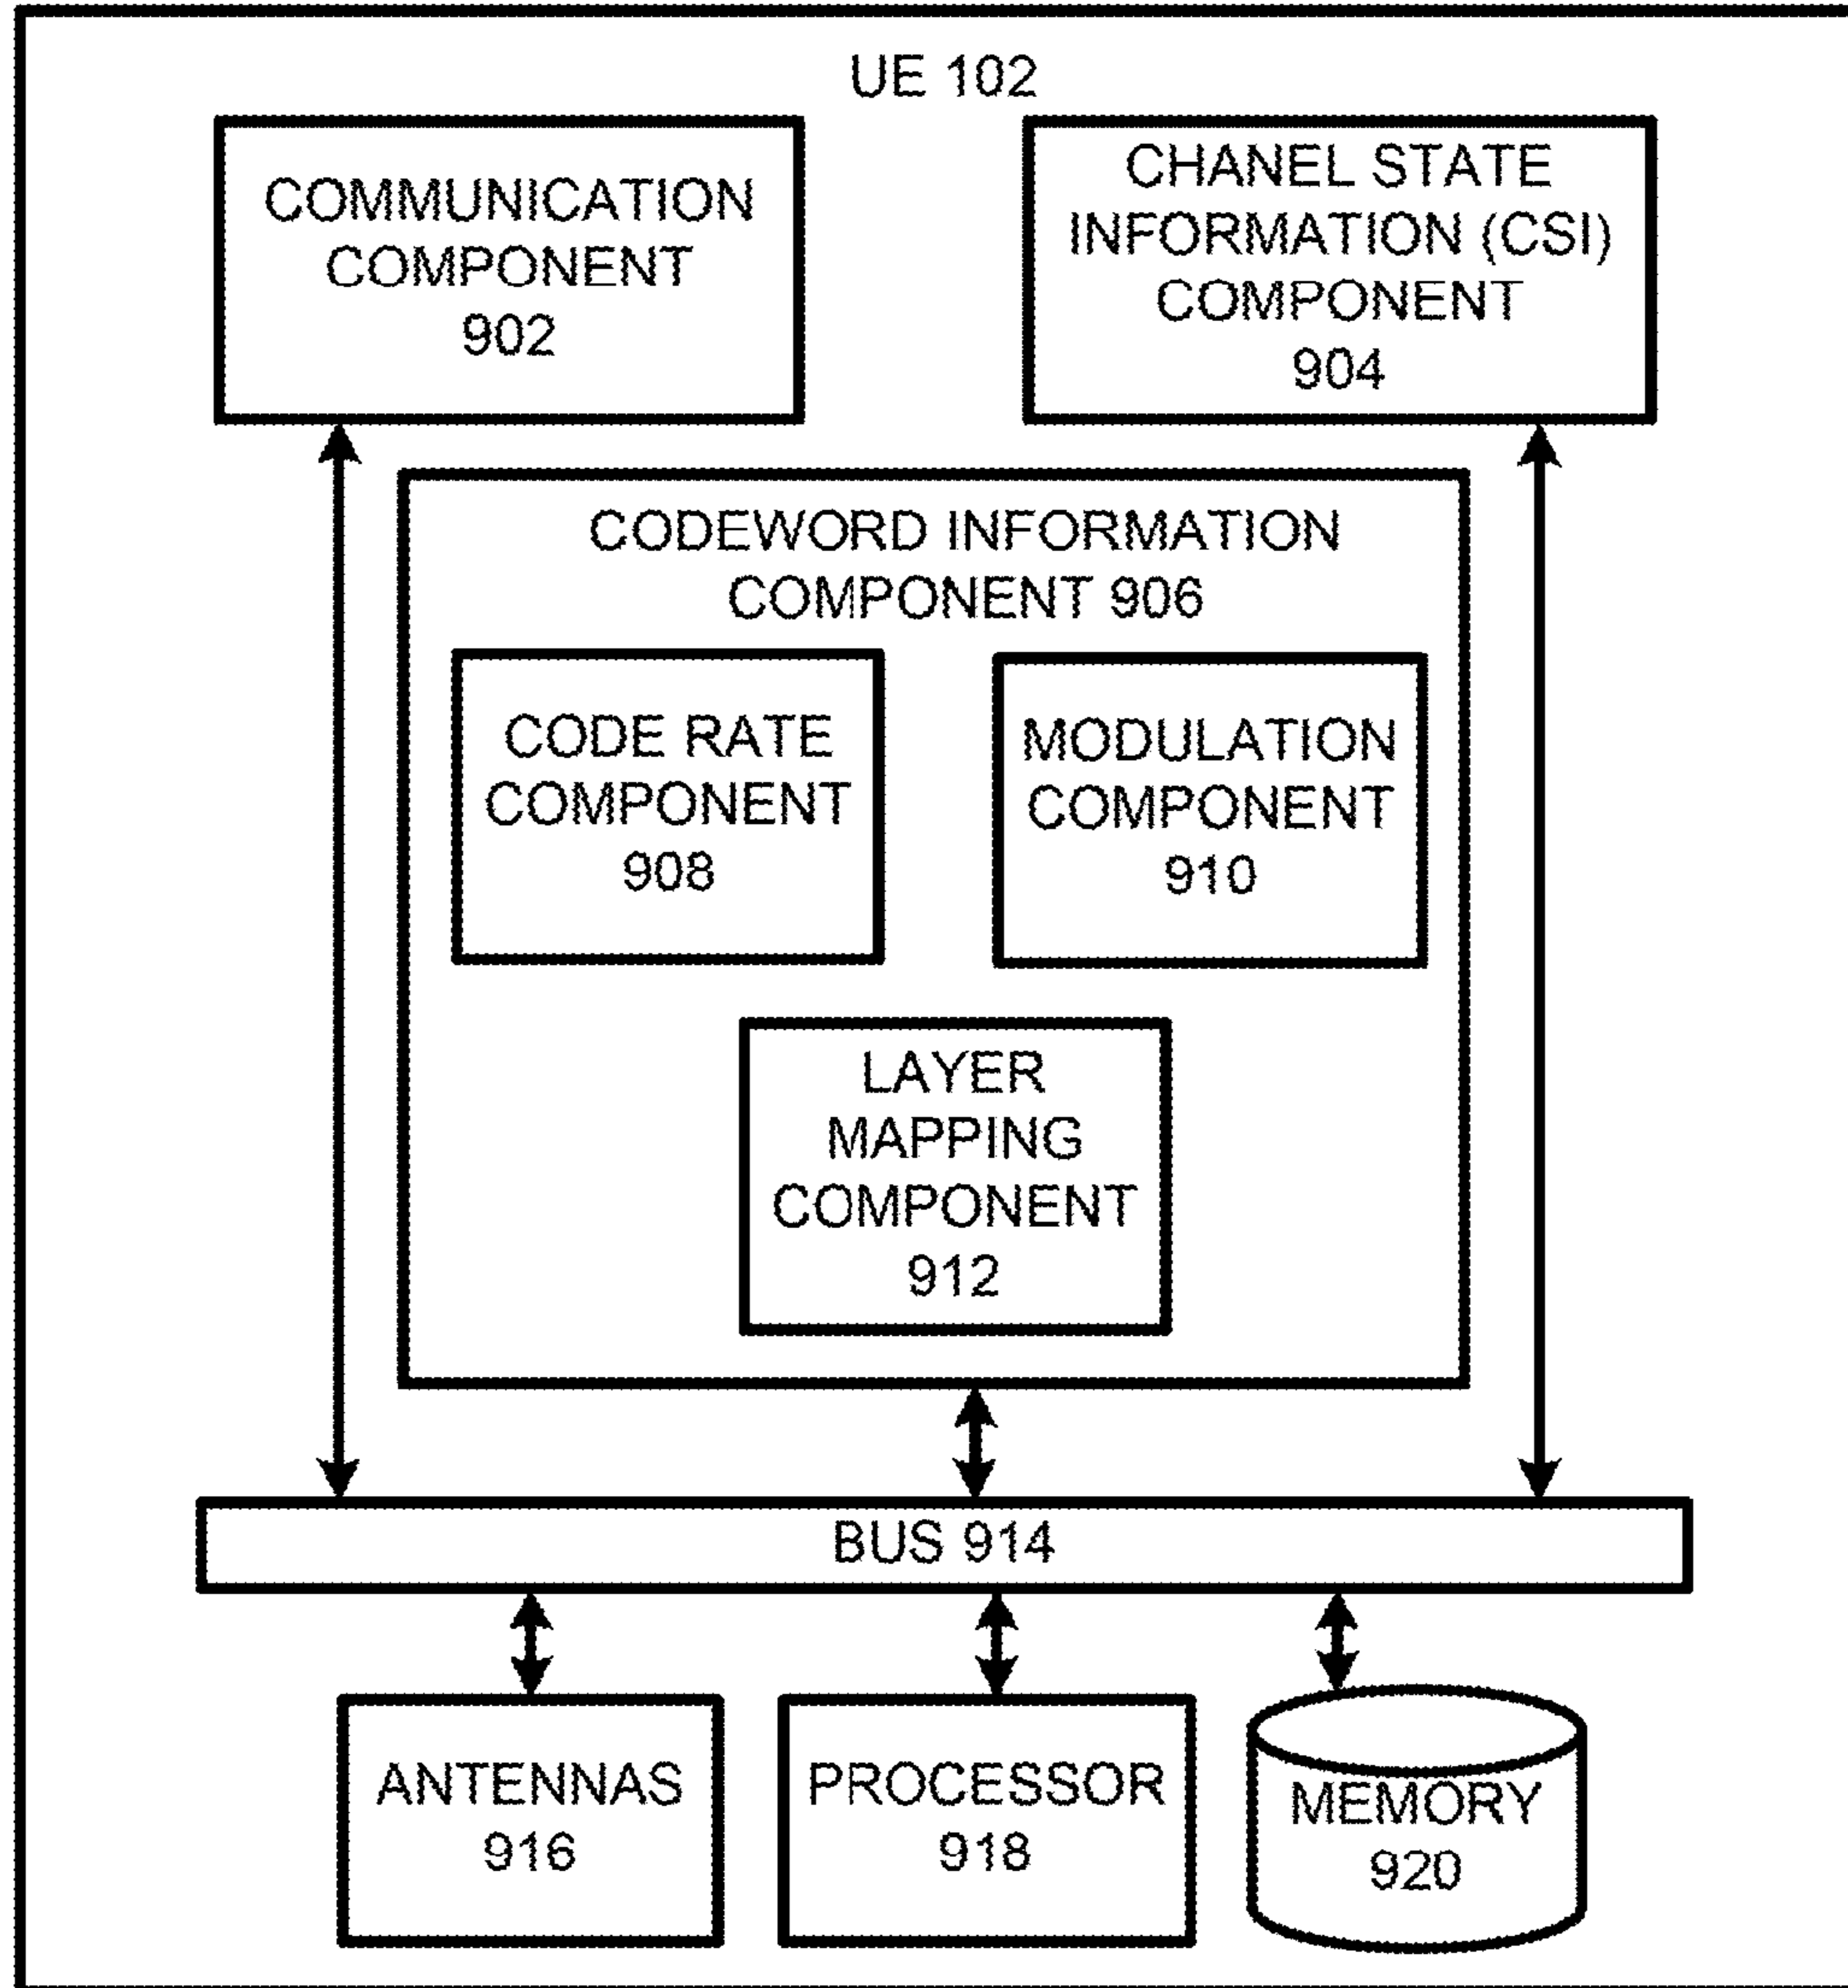 UE 102
COMMUNICATION
COMPONENT
902
CHANEL STATE
INFORMATION (CSI)
COMPONENT
904
CODEWORD INFORMATION
COMPONENT 906
CODE RATE
COMPONENT
908
MODULATION
COMPONENT
910
LAYER
MAPPING
COMPONENT
912
BUS 914
ANTENNAS
916
PROCESSOR
918
MEMORY
920